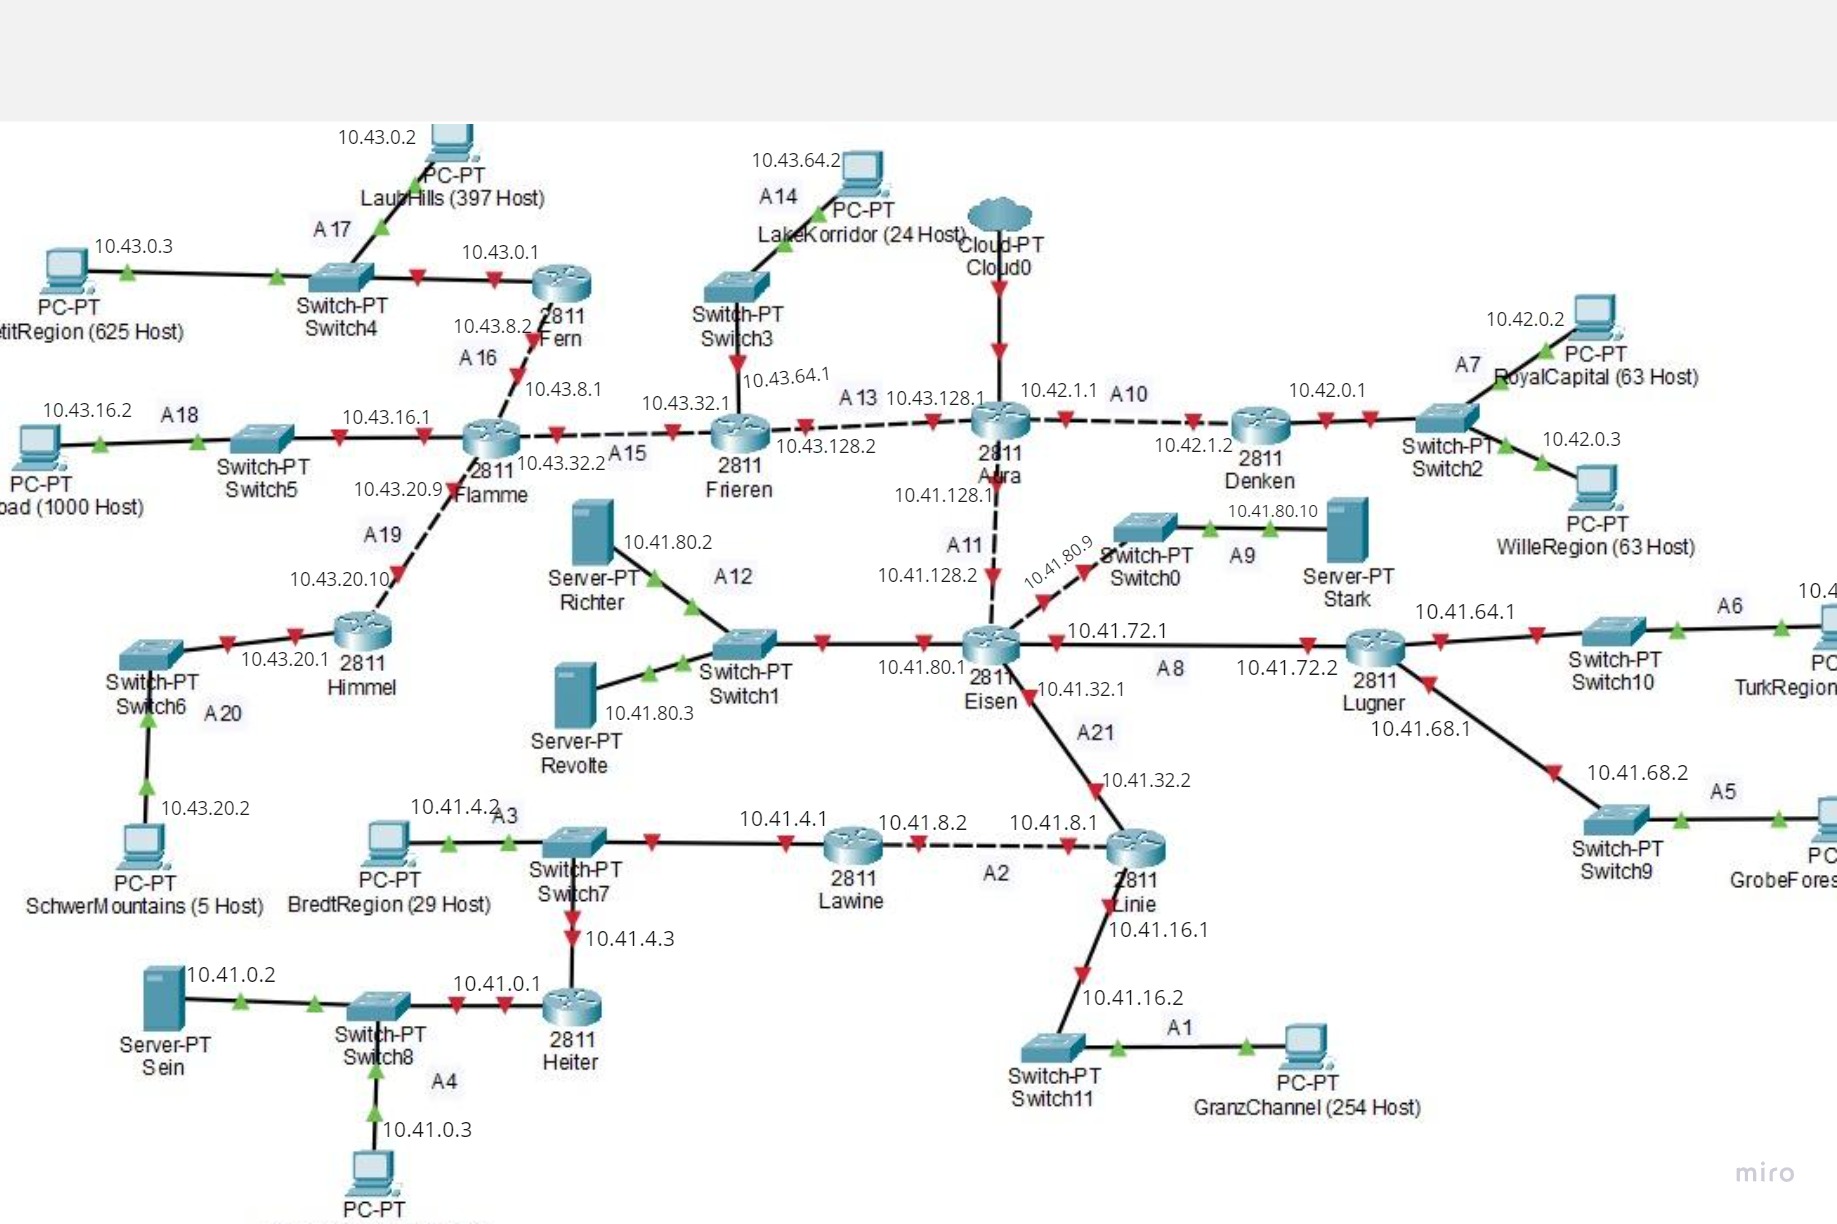 10.43.0.2
PC-PT
LaubHills (397 Host)
A17
10.43.0.3
10.43.0.1
PC-PT
etitRegion (625 Host)
Switch-PT
Switch4
2811
Fern
10.43.8.2
A16
10.43.8.1
10.43.64.2
A14
PC-PT
LakeKorridor (24 Host)
Switch-PT
Switch3
10.43.64.1
Cloud-PT
Cloud0
10.43.16.2
A18
10.43.16.1
PC-PT
oad (1000 Host)
Switch-PT
Switch5
2811
Flamme
10.43.32.2
A15
10.43.32.1
2811
Frieren
A13
10.43.128.1
10.43.128.2
10.42.1.1
A10
2811
Aura
10.42.1.2
2811
Denken
10.42.0.1
A7
10.42.0.2
PC-PT
RoyalCapital (63 Host)
Switch-PT
Switch2
10.42.0.3
PC-PT
WilleRegion (63 Host)
10.43.20.9
A19
10.43.20.10
10.43.20.1
2811
Himmel
Switch-PT
Switch6
A20
10.43.20.2
PC-PT
SchwerMountains (5 Host)
10.41.80.2
Server-PT
Richter
A12
Switch-PT
Switch1
10.41.80.3
Server-PT
Revolte
10.41.128.1
A11
10.41.128.2
10.41.80.9
Switch-PT
Switch0
10.41.80.10
A9
Server-PT
Stark
10.41.80.1
2811
Eisen
10.41.72.1
A8
10.41.72.2
2811
Lugner
10.41.64.1
Switch-PT
Switch10
A6
10.4
PC
TurkRegion
10.41.68.1
10.41.68.2
A5
Switch-PT
Switch9
PC
GrobeFores
10.41.32.1
A21
10.41.32.2
10.41.4.2
A3
PC-PT
BredtRegion (29 Host)
Switch-PT
Switch7
10.41.4.1
2811
Lawine
10.41.8.2
A2
10.41.8.1
2811
Linie
10.41.16.1
10.41.16.2
A1
Switch-PT
Switch11
PC-PT
GranzChannel (254 Host)
10.41.4.3
2811
Heiter
10.41.0.1
10.41.0.2
Server-PT
Sein
Switch-PT
Switch8
A4
10.41.0.3
PC-PT
miro